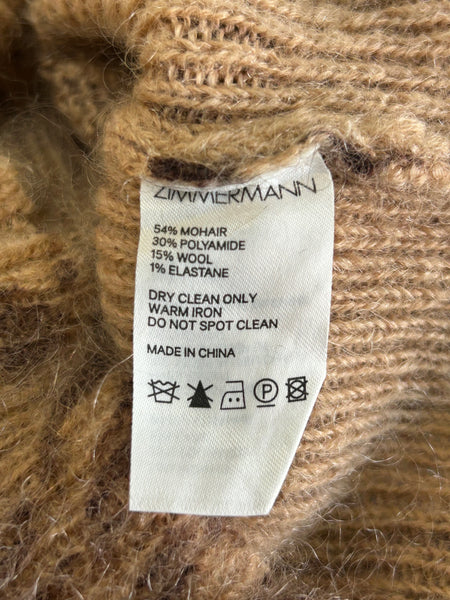 ZIMMERMANN
54% MOHAIR
30% POLYAMIDE
15% WOOL
1% ELASTANE
DRY CLEAN ONLY
WARM IRON
DO NOT SPOT CLEAN
MADE IN CHINA
P